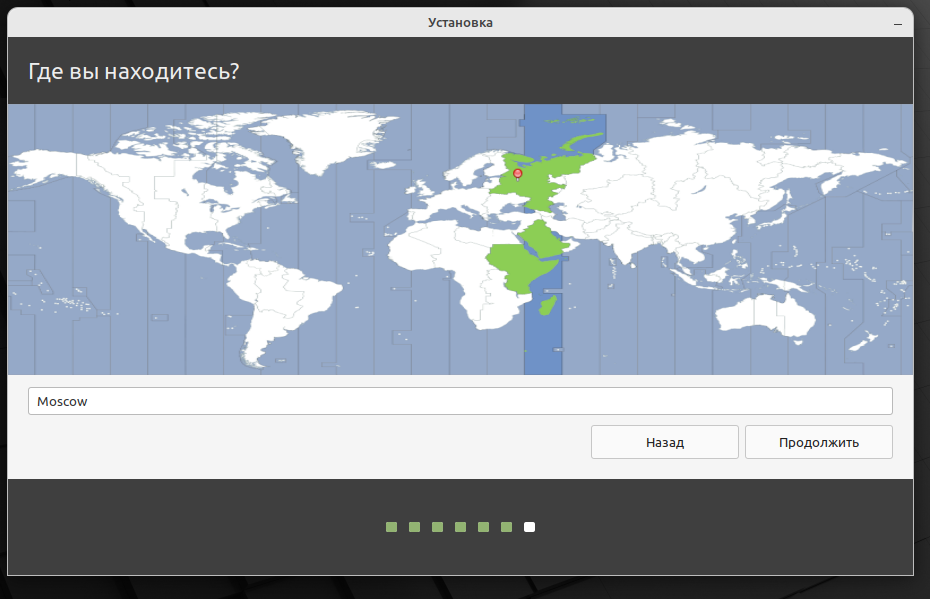 Установка
Где вы находитесь?
Moscow
Назад
Продолжить